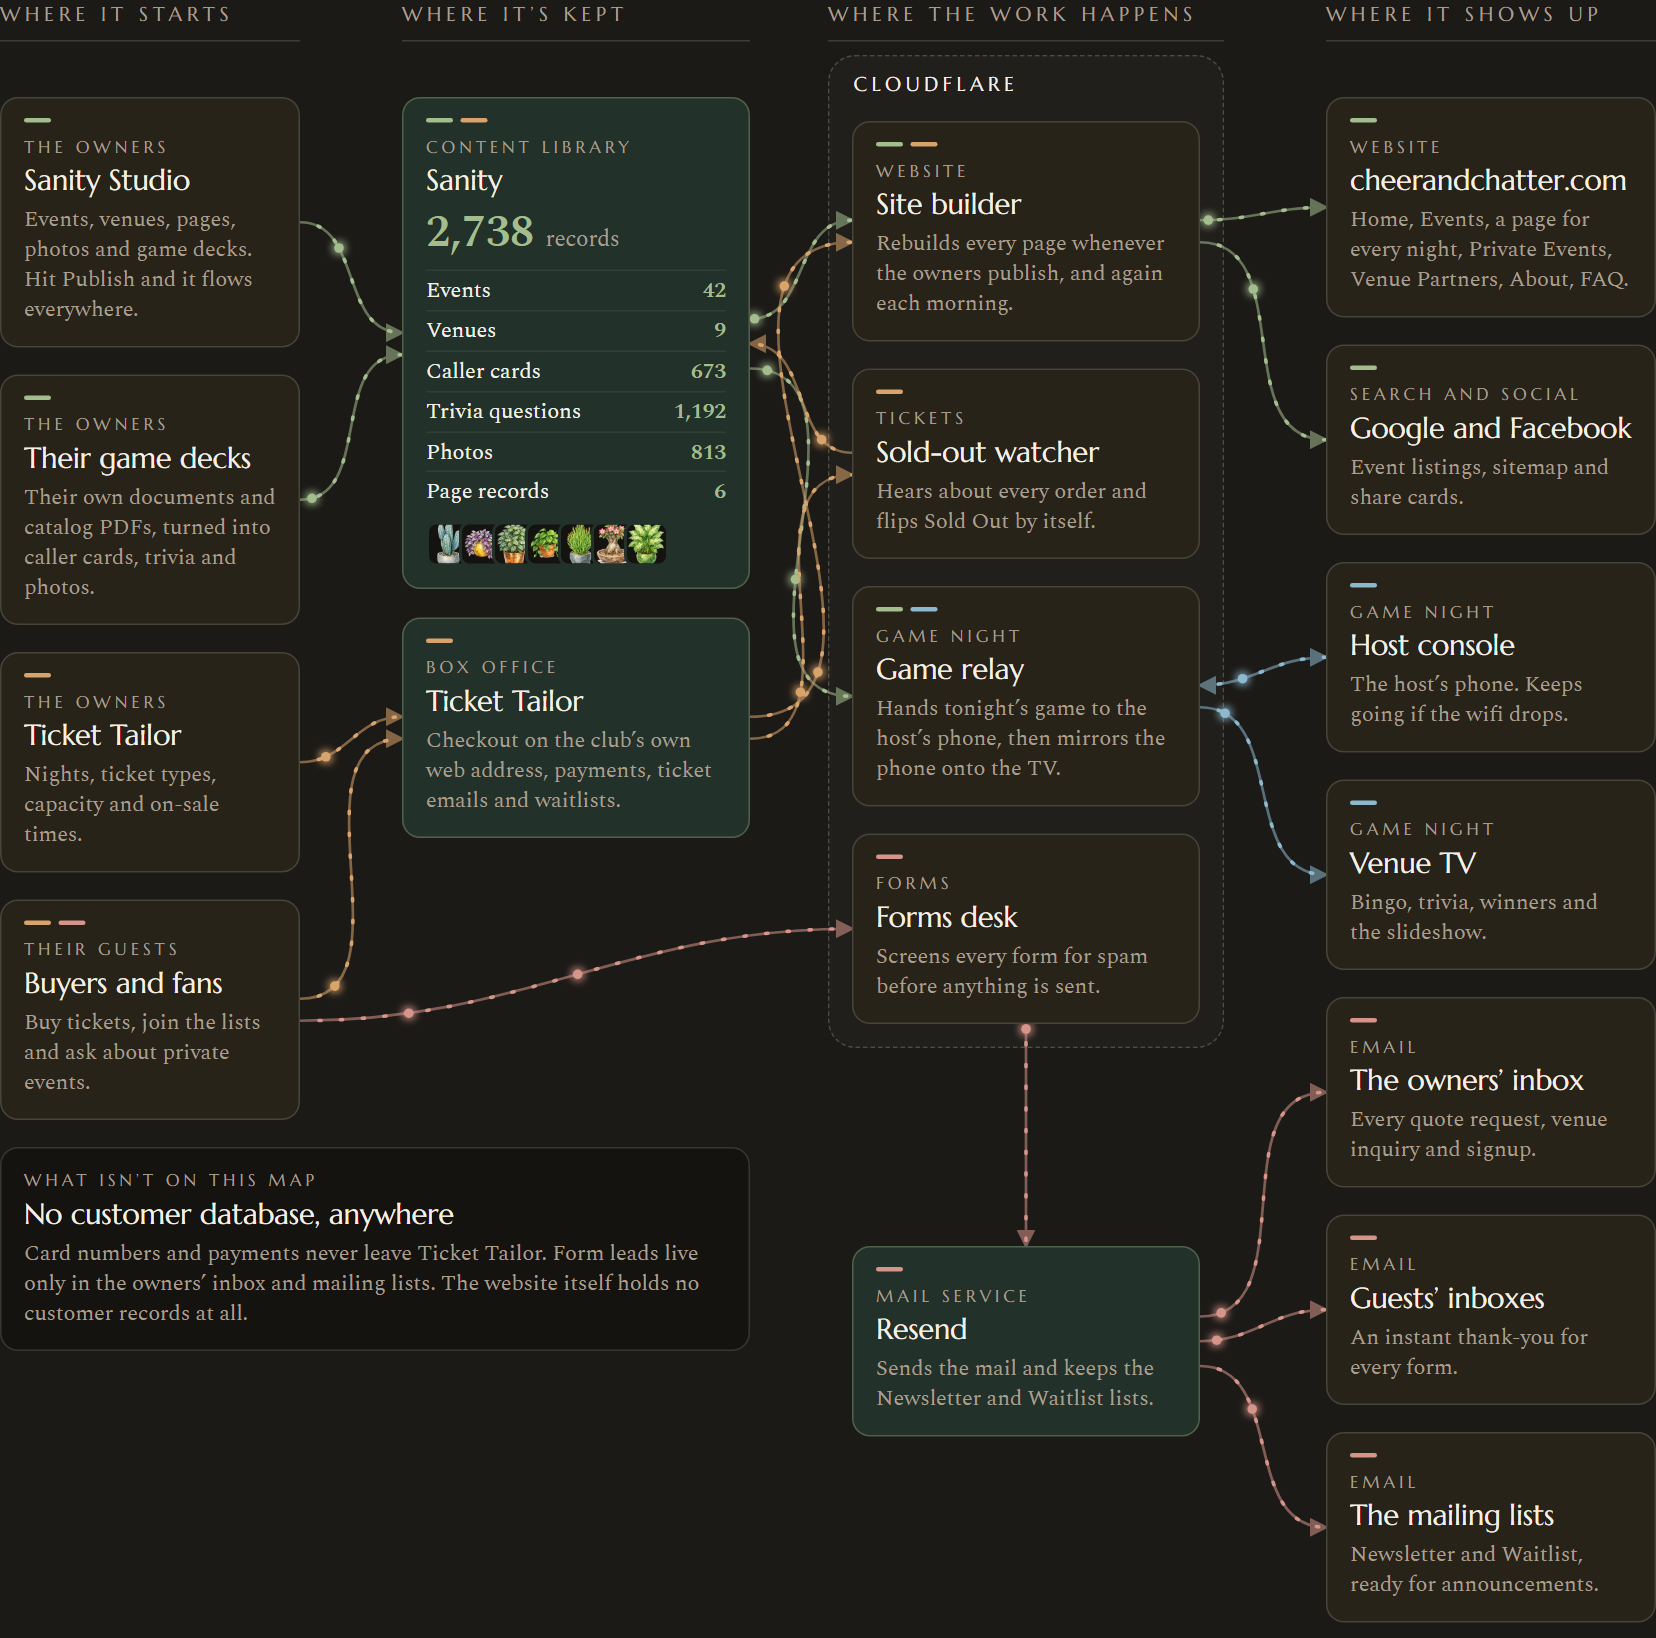 WHERE IT STARTS
WHERE IT'S KEPT
WHERE THE WORK HAPPENS
WHERE IT SHOWS UP
THE OWNERS
Sanity Studio
Events, venues, pages,
photos and game decks.
Hit Publish and it flows
everywhere.
THE OWNERS
Their game decks
Their own documents and
catalog PDFs, turned into
caller cards, trivia and
photos.
THE OWNERS
Ticket Tailor
Nights, ticket types,
capacity and on-sale
times.
THEIR GUESTS
Buyers and fans
Buy tickets, join the lists
and ask about private
events.
WHAT ISN'T ON THIS MAP
No customer database, anywhere
Card numbers and payments never leave Ticket Tailor. Form leads live
only in the owners' inbox and mailing lists. The website itself holds no
customer records at all.
CONTENT LIBRARY
Sanity
2,738 records
Events 42
Venues 9
Caller cards 673
Trivia questions 1,192
Photos 813
Page records 6
BOX OFFICE
Ticket Tailor
Checkout on the club's own
web address, payments, ticket
emails and waitlists.
CLOUDFLARE
WEBSITE
Site builder
Rebuilds every page whenever
the owners publish, and again
each morning.
TICKETS
Sold-out watcher
Hears about every order and
flips Sold Out by itself.
GAME NIGHT
Game relay
Hands tonight's game to the
host's phone, then mirrors the
phone onto the TV.
FORMS
Forms desk
Screens every form for spam
before anything is sent.
MAIL SERVICE
Resend
Sends the mail and keeps the
Newsletter and Waitlist lists.
WEBSITE
cheerandchatter.com
Home, Events, a page for
every night, Private Events,
Venue Partners, About, FAQ.
SEARCH AND SOCIAL
Google and Facebook
Event listings, sitemap and
share cards.
GAME NIGHT
Host console
The host's phone. Keeps
going if the wifi drops.
GAME NIGHT
Venue TV
Bingo, trivia, winners and
the slideshow.
EMAIL
The owners' inbox
Every quote request, venue
inquiry and signup.
EMAIL
Guests' inboxes
An instant thank-you for
every form.
EMAIL
The mailing lists
Newsletter and Waitlist,
ready for announcements.